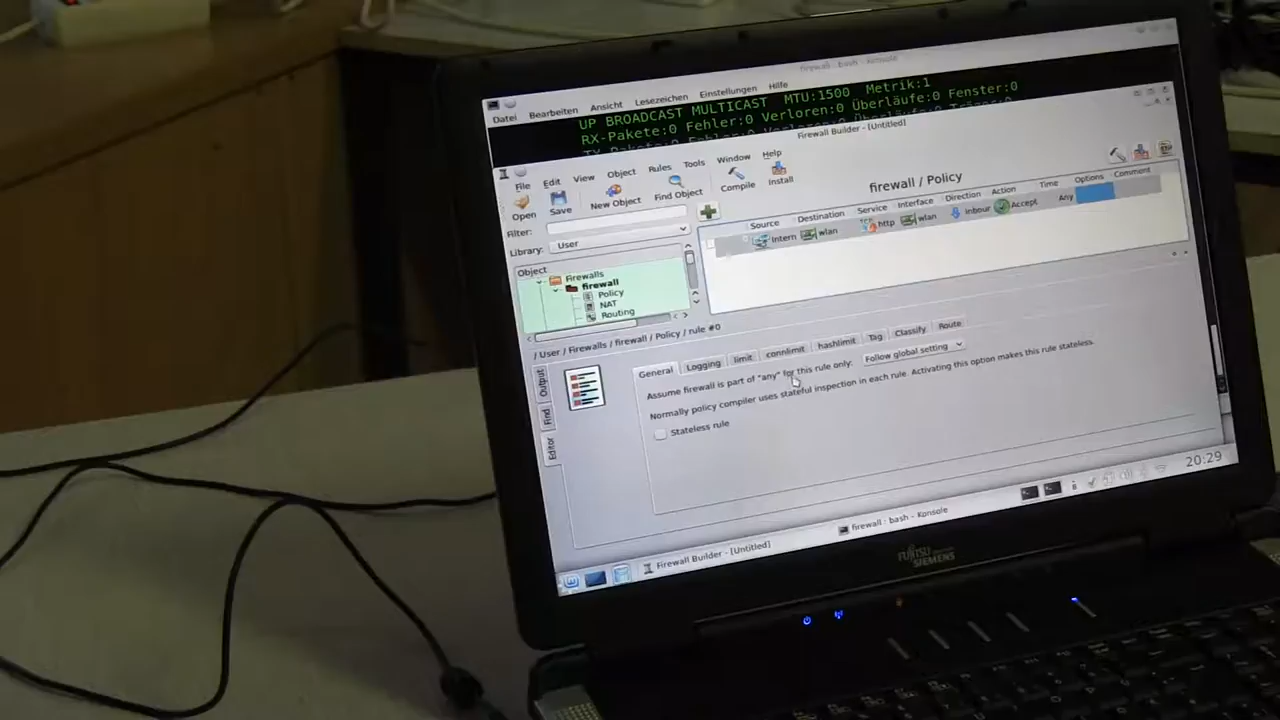 firewall : bash - Konsole
Datei Bearbeiten Ansicht Lesezeichen Einstellungen Hilfe
UP BROADCAST MULTICAST MTU:1500 Metrik:1
RX-Pakete:0 Fehler:0 Verloren:0 Überläufe:0 Fenster:0
Firewall Builder - [Untitled]
File Edit View Object Rules Tools Window Help
Open Save New Object Find Object Compile Install
firewall / Policy
Filter:
Library: User
Source Destination Service Interface Direction Action Time Options Comment
Intern wlan TCP http wlan Inbour Accept Any
Object
Firewalls
firewall
Policy
NAT
Routing
/ User / Firewalls / firewall / Policy / rule #0
Output
Find
Editor
General Logging limit connlimit hashlimit Tag Classify Route
Assume firewall is part of "any" for this rule only: Follow global setting
Normally policy compiler uses stateful inspection in each rule. Activating this option makes this rule stateless.
Stateless rule
20:29
Firewall Builder - [Untitled] firewall : bash - Konsole
FUJITSU
SIEMENS